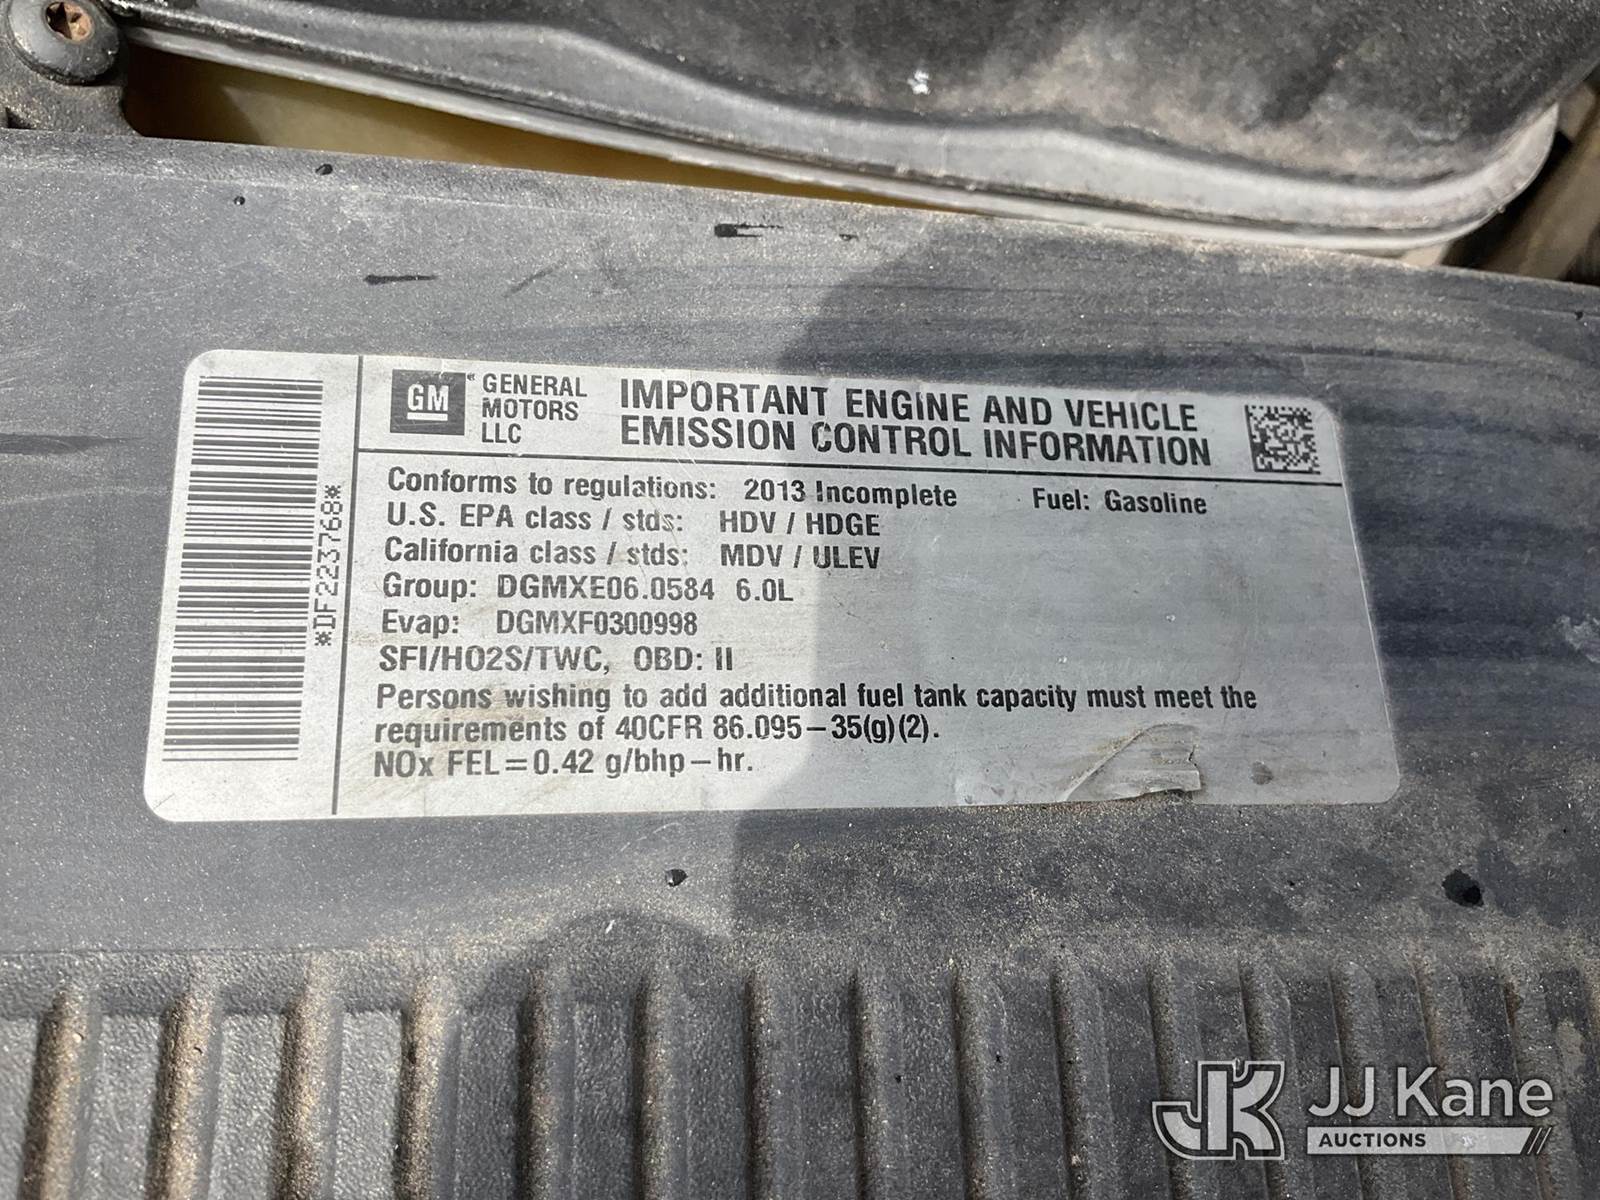 GM
GENERAL
MOTORS
LLC
IMPORTANT ENGINE AND VEHICLE
EMISSION CONTROL INFORMATION
*DF223768*
Conforms to regulations: 2013 Incomplete Fuel: Gasoline
U.S. EPA class / stds: HDV / HDGE
California class / stds: MDV / ULEV
Group: DGMXE06.0584 6.0L
Evap: DGMXF0300998
SFI/HO2S/TWC, OBD: II
Persons wishing to add additional fuel tank capacity must meet the
requirements of 40CFR 86.095-35(g)(2).
NOx FEL=0.42 g/bhp-hr.
JK JJ Kane
AUCTIONS